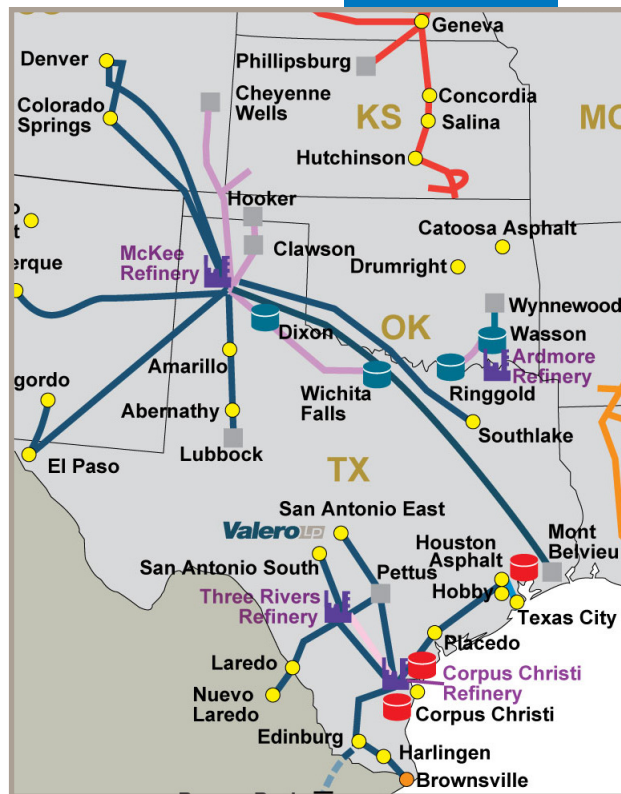 Geneva
Denver
Phillipsburg
Cheyenne
Wells
Concordia
KS
MO
Colorado
Springs
Salina
Hutchinson
Hooker
Catoosa Asphalt
McKee
Refinery
Clawson
erque
Drumright
Wynnewood
Dixon
OK
Wasson
Ardmore
Refinery
Amarillo
gordo
Wichita
Falls
Ringgold
Abernathy
Southlake
Lubbock
El Paso
TX
San Antonio East
Valero LP
Houston
Asphalt
Mont
Belvieu
San Antonio South
Pettus
Hobby
Three Rivers
Refinery
Texas City
Placedo
Laredo
Corpus Christi
Refinery
Nuevo
Laredo
Corpus Christi
Edinburg
Harlingen
Brownsville